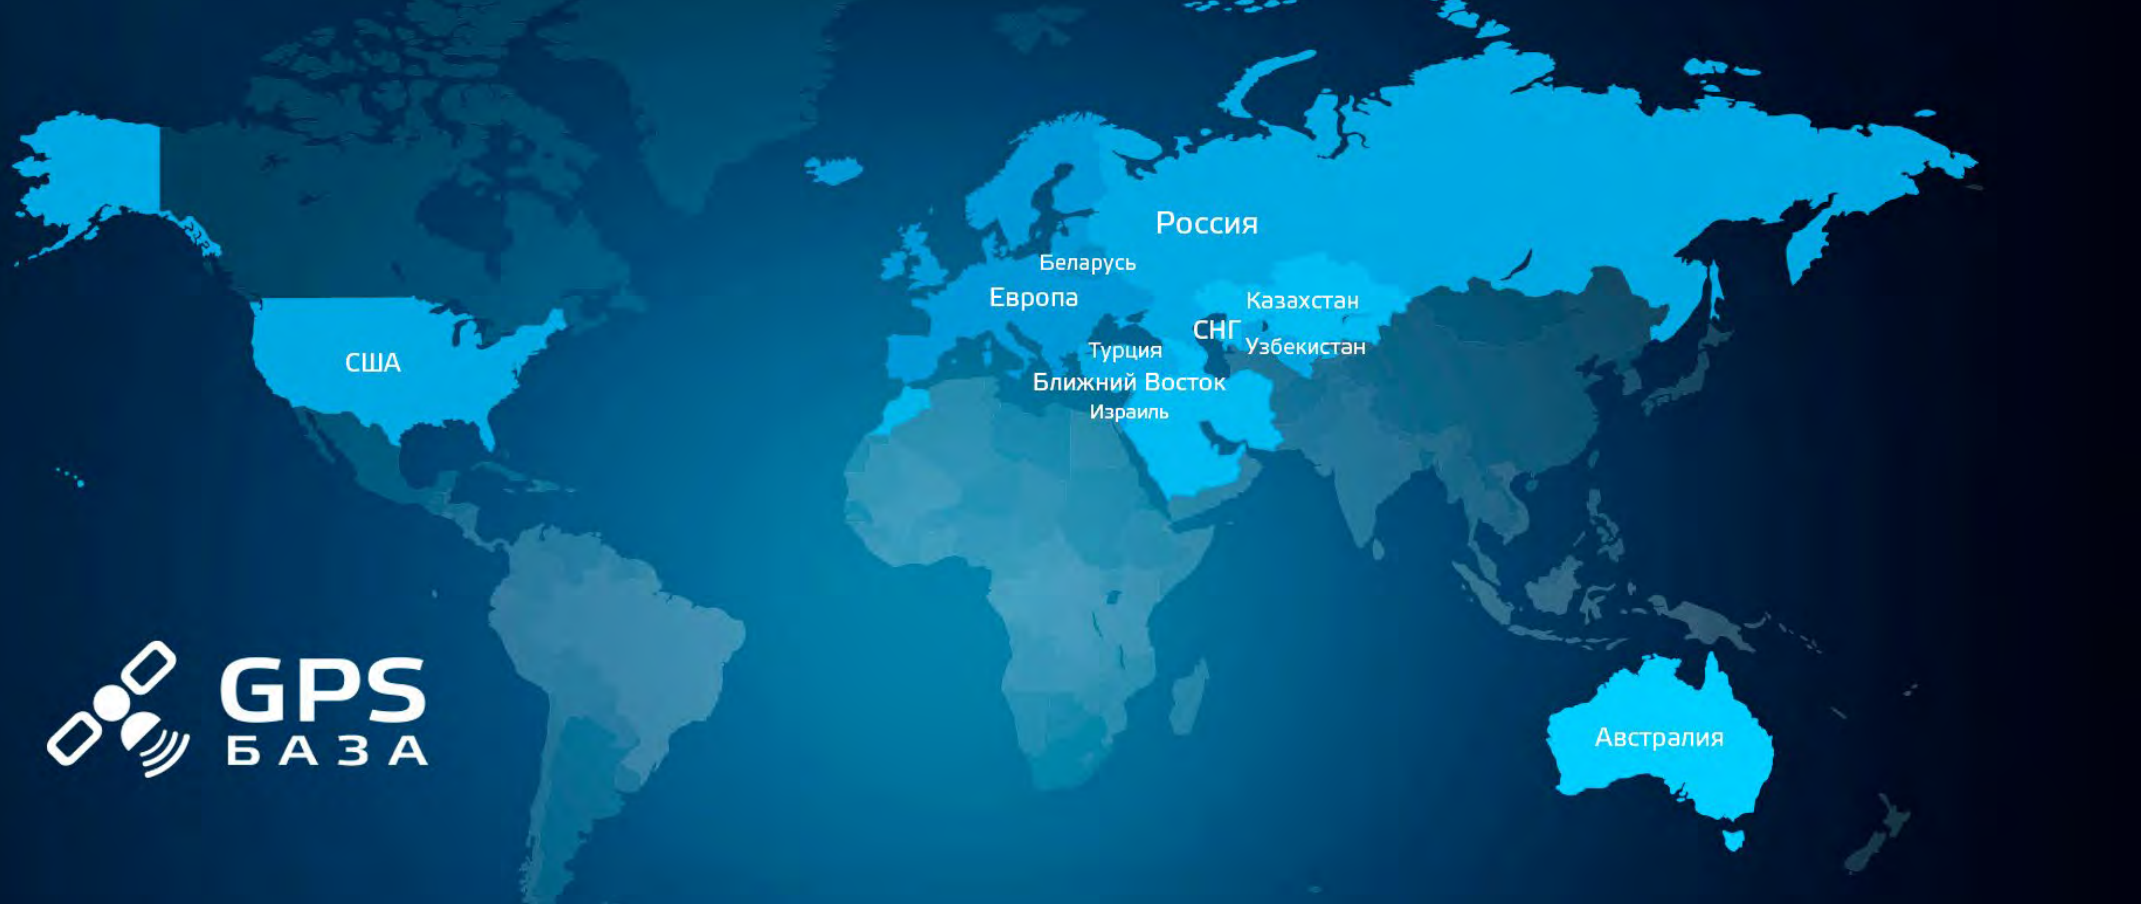 Россия
Беларусь
Европа
Казахстан
СНГ
Узбекистан
Турция
США
Ближний Восток
Израиль
GPS
БАЗА
Австралия